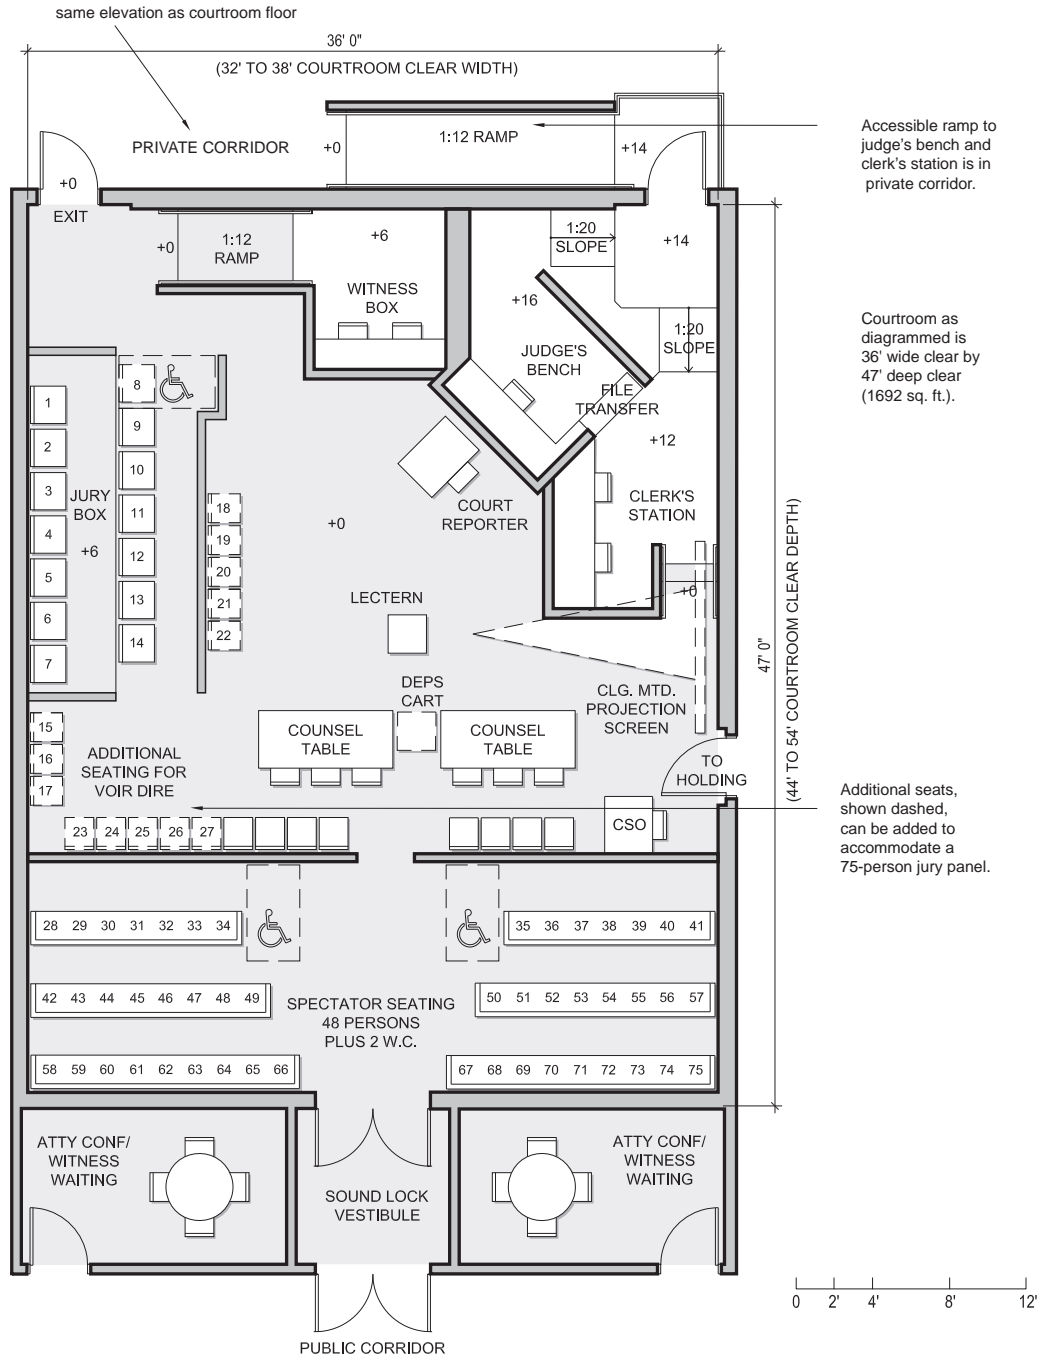 same elevation as courtroom floor
36' 0"
(32' TO 38' COURTROOM CLEAR WIDTH)
PRIVATE CORRIDOR
+0
1:12 RAMP
+14
Accessible ramp to
judge's bench and
clerk's station is in
private corridor.
+0
EXIT
+0
1:12
RAMP
+6
WITNESS
BOX
1:20
SLOPE
+14
+16
1:20
SLOPE
JUDGE'S
BENCH
FILE
TRANSFER
+12
Courtroom as
diagrammed is
36' wide clear by
47' deep clear
(1692 sq. ft.).
1
2
3
4
5
6
7
JURY
BOX
+6
8
9
10
11
12
13
14
18
19
20
21
22
+0
COURT
REPORTER
CLERK'S
STATION
+0
LECTERN
DEPS
CART
CLG. MTD.
PROJECTION
SCREEN
47' 0"
(44' TO 54' COURTROOM CLEAR DEPTH)
15
16
17
ADDITIONAL
SEATING FOR
VOIR DIRE
COUNSEL
TABLE
COUNSEL
TABLE
TO
HOLDING
Additional seats,
shown dashed,
can be added to
accommodate a
75-person jury panel.
23 24 25 26 27
CSO
28 29 30 31 32 33 34
35 36 37 38 39 40 41
42 43 44 45 46 47 48 49
50 51 52 53 54 55 56 57
SPECTATOR SEATING
48 PERSONS
PLUS 2 W.C.
58 59 60 61 62 63 64 65 66
67 68 69 70 71 72 73 74 75
ATTY CONF/
WITNESS
WAITING
SOUND LOCK
VESTIBULE
ATTY CONF/
WITNESS
WAITING
0 2' 4' 8' 12'
PUBLIC CORRIDOR